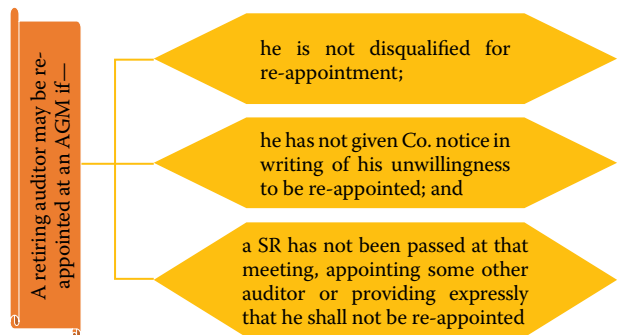 A retiring auditor may be re-
appointed at an AGM if—
he is not disqualified for
re-appointment;
he has not given Co. notice in
writing of his unwillingness
to be re-appointed; and
a SR has not been passed at that
meeting, appointing some other
auditor or providing expressly
that he shall not be re-appointed